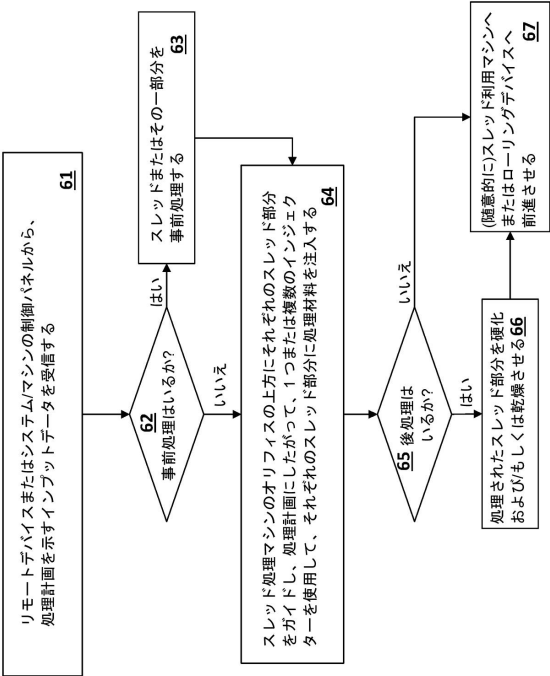 リモートデバイスまたはシステム/マシンの制御パネルから、
処理計画を示すインプットデータを受信する
61
62
事前処理はいるか?
はい
いいえ
スレッドまたはその一部分を
事前処理する
63
スレッド処理マシンのオリフィスの上方にそれぞれのスレッド部分
をガイドし、処理計画にしたがって、1つまたは複数のインジェク
ターを使用して、それぞれのスレッド部分に処理材料を注入する
64
65 後処理は
いるか?
いいえ
はい
処理されたスレッド部分を硬化
および/もしくは乾燥させる66
(随意的に)スレッド利用マシンへ
またはローリングデバイスへ
前進させる
67